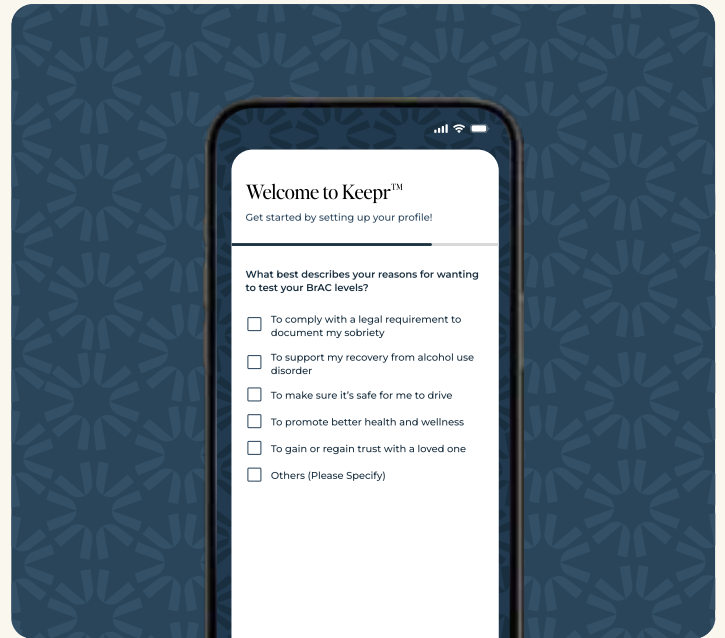 Welcome to Keepr™
Get started by setting up your profile!
What best describes your reasons for wanting
to test your BrAC levels?
To comply with a legal requirement to
document my sobriety
To support my recovery from alcohol use
disorder
To make sure it’s safe for me to drive
To promote better health and wellness
To gain or regain trust with a loved one
Others (Please Specify)